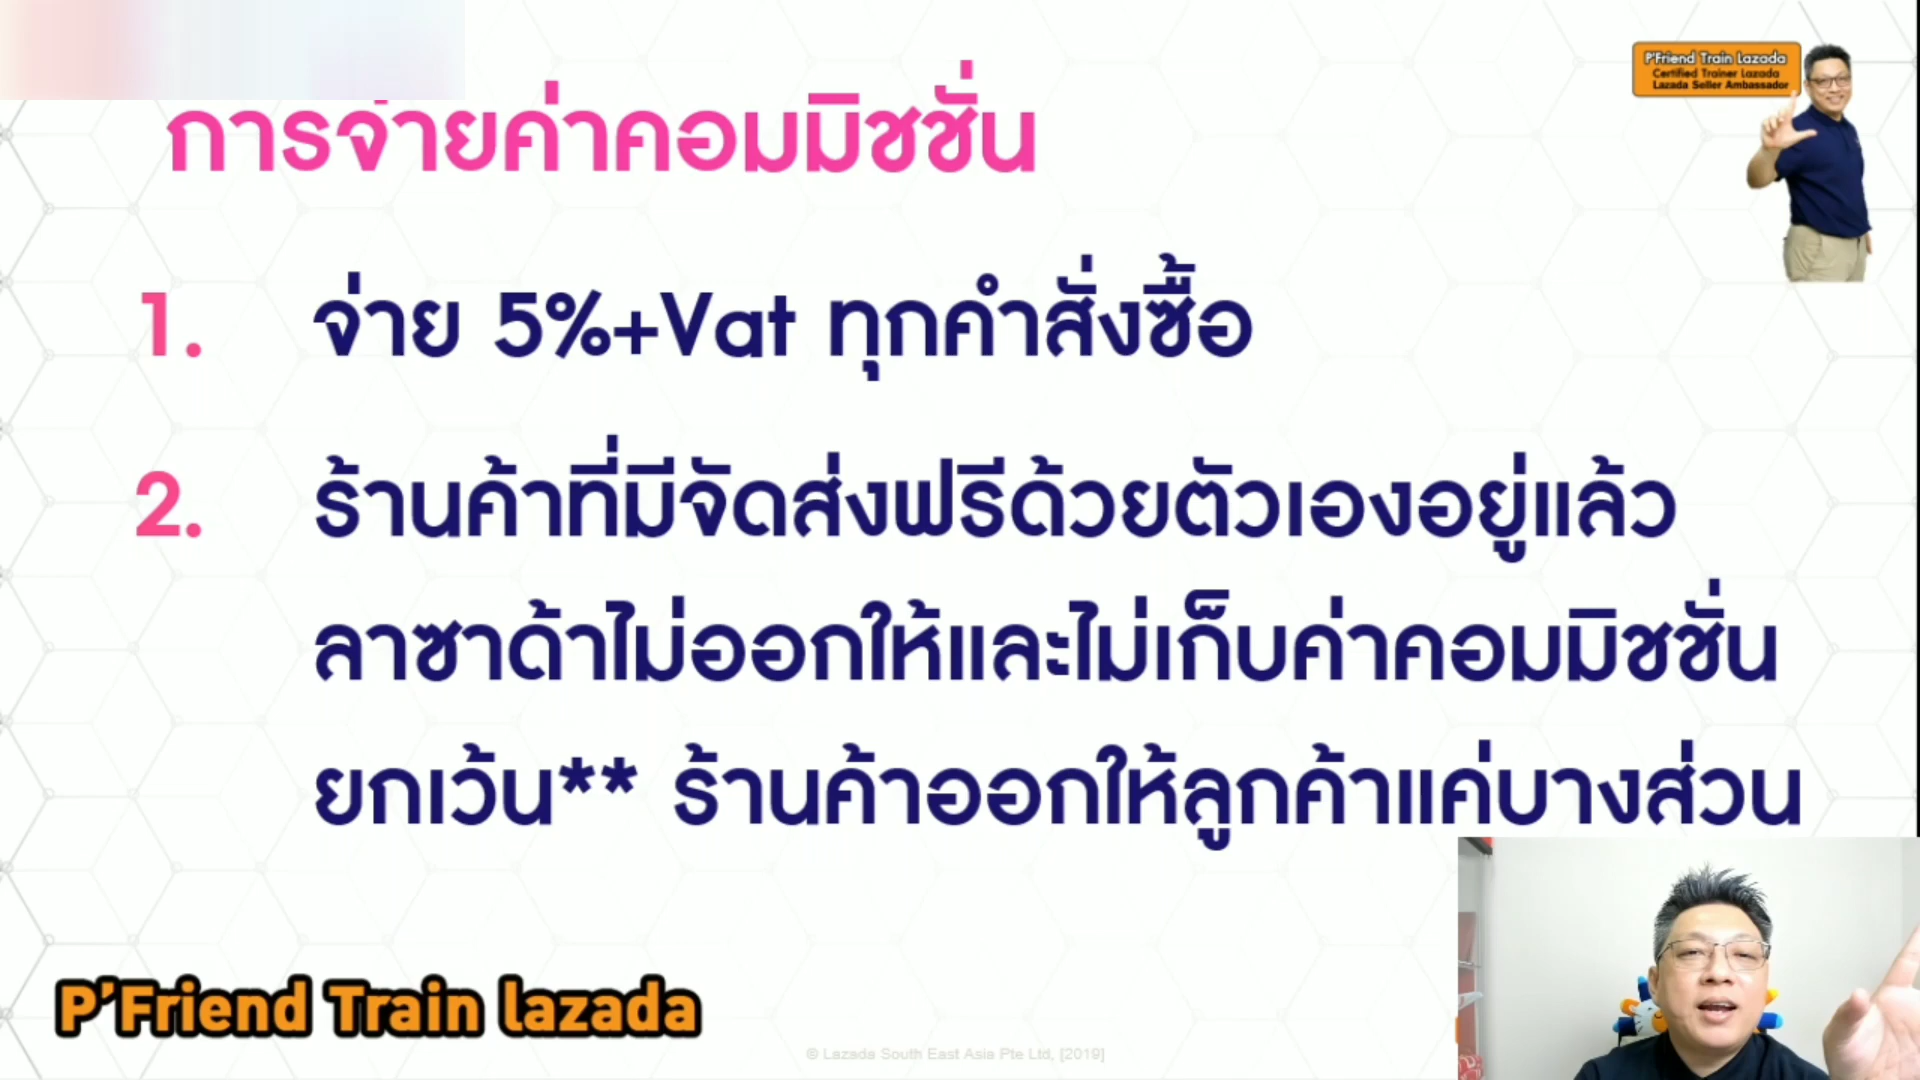 P'Friend Train Lazada
Certified Trainer Lazada
Lazada Seller Ambassador
การจ่ายค่าคอมมิชชั่น
1. จ่าย 5%+Vat ทุกคำสั่งซื้อ
2. ร้านค้าที่มีจัดส่งฟรีด้วยตัวเองอยู่แล้ว
ลาซาด้าไม่ออกให้และไม่เก็บค่าคอมมิชชั่น
ยกเว้น** ร้านค้าออกให้ลูกค้าแค่บางส่วน
P'Friend Train lazada
© Lazada South East Asia Pte Ltd, [2019]